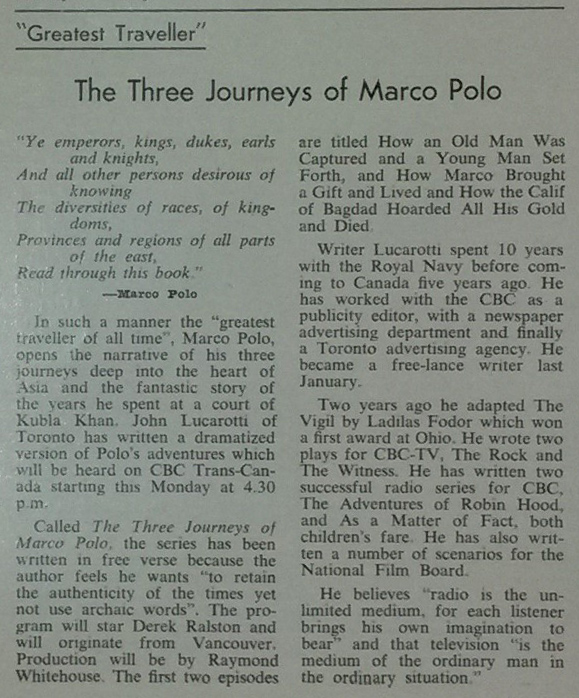 "Greatest Traveller"
The Three Journeys of Marco Polo
"Ye emperors, kings, dukes, earls
and knights,
And all other persons desirous of
knowing
The diversities of races, of king-
doms,
Provinces and regions of all parts
of the east,
Read through this book."
—Marco Polo
In such a manner the "greatest
traveller of all time", Marco Polo,
opens the narrative of his three
journeys deep into the heart of
Asia and the fantastic story of
the years he spent at a court of
Kubla Khan. John Lucarotti of
Toronto has written a dramatized
version of Polo's adventures which
will be heard on CBC Trans-Can-
ada starting this Monday at 4.30
p.m.
Called The Three Journeys of
Marco Polo, the series has been
written in free verse because the
author feels he wants "to retain
the authenticity of the times yet
not use archaic words". The pro-
gram will star Derek Ralston and
will originate from Vancouver.
Production will be by Raymond
Whitehouse. The first two episodes
are titled How an Old Man Was
Captured and a Young Man Set
Forth, and How Marco Brought
a Gift and Lived and How the Calif
of Bagdad Hoarded All His Gold
and Died.
Writer Lucarotti spent 10 years
with the Royal Navy before com-
ing to Canada five years ago. He
has worked with the CBC as a
publicity editor, with a newspaper
advertising department and finally
a Toronto advertising agency. He
became a free-lance writer last
January.
Two years ago he adapted The
Vigil by Ladilas Fodor which won
a first award at Ohio. He wrote two
plays for CBC-TV, The Rock and
The Witness. He has written two
successful radio series for CBC,
The Adventures of Robin Hood,
and As a Matter of Fact, both
children's fare. He has also writ-
ten a number of scenarios for the
National Film Board.
He believes "radio is the un-
limited medium, for each listener
brings his own imagination to
bear" and that television "is the
medium of the ordinary man in
the ordinary situation."